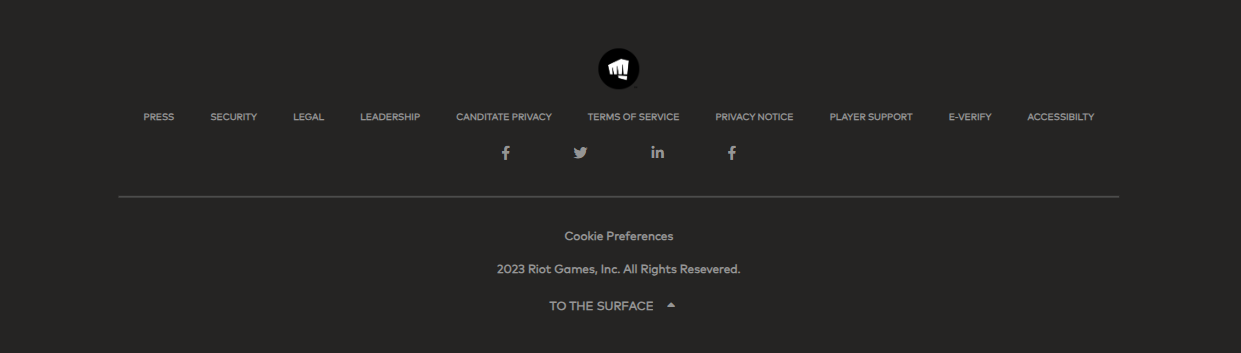 PRESS SECURITY LEGAL LEADERSHIP CANDITATE PRIVACY TERMS OF SERVICE PRIVACY NOTICE PLAYER SUPPORT E-VERIFY ACCESSIBILTY
Cookie Preferences
2023 Riot Games, Inc. All Rights Resevered.
TO THE SURFACE